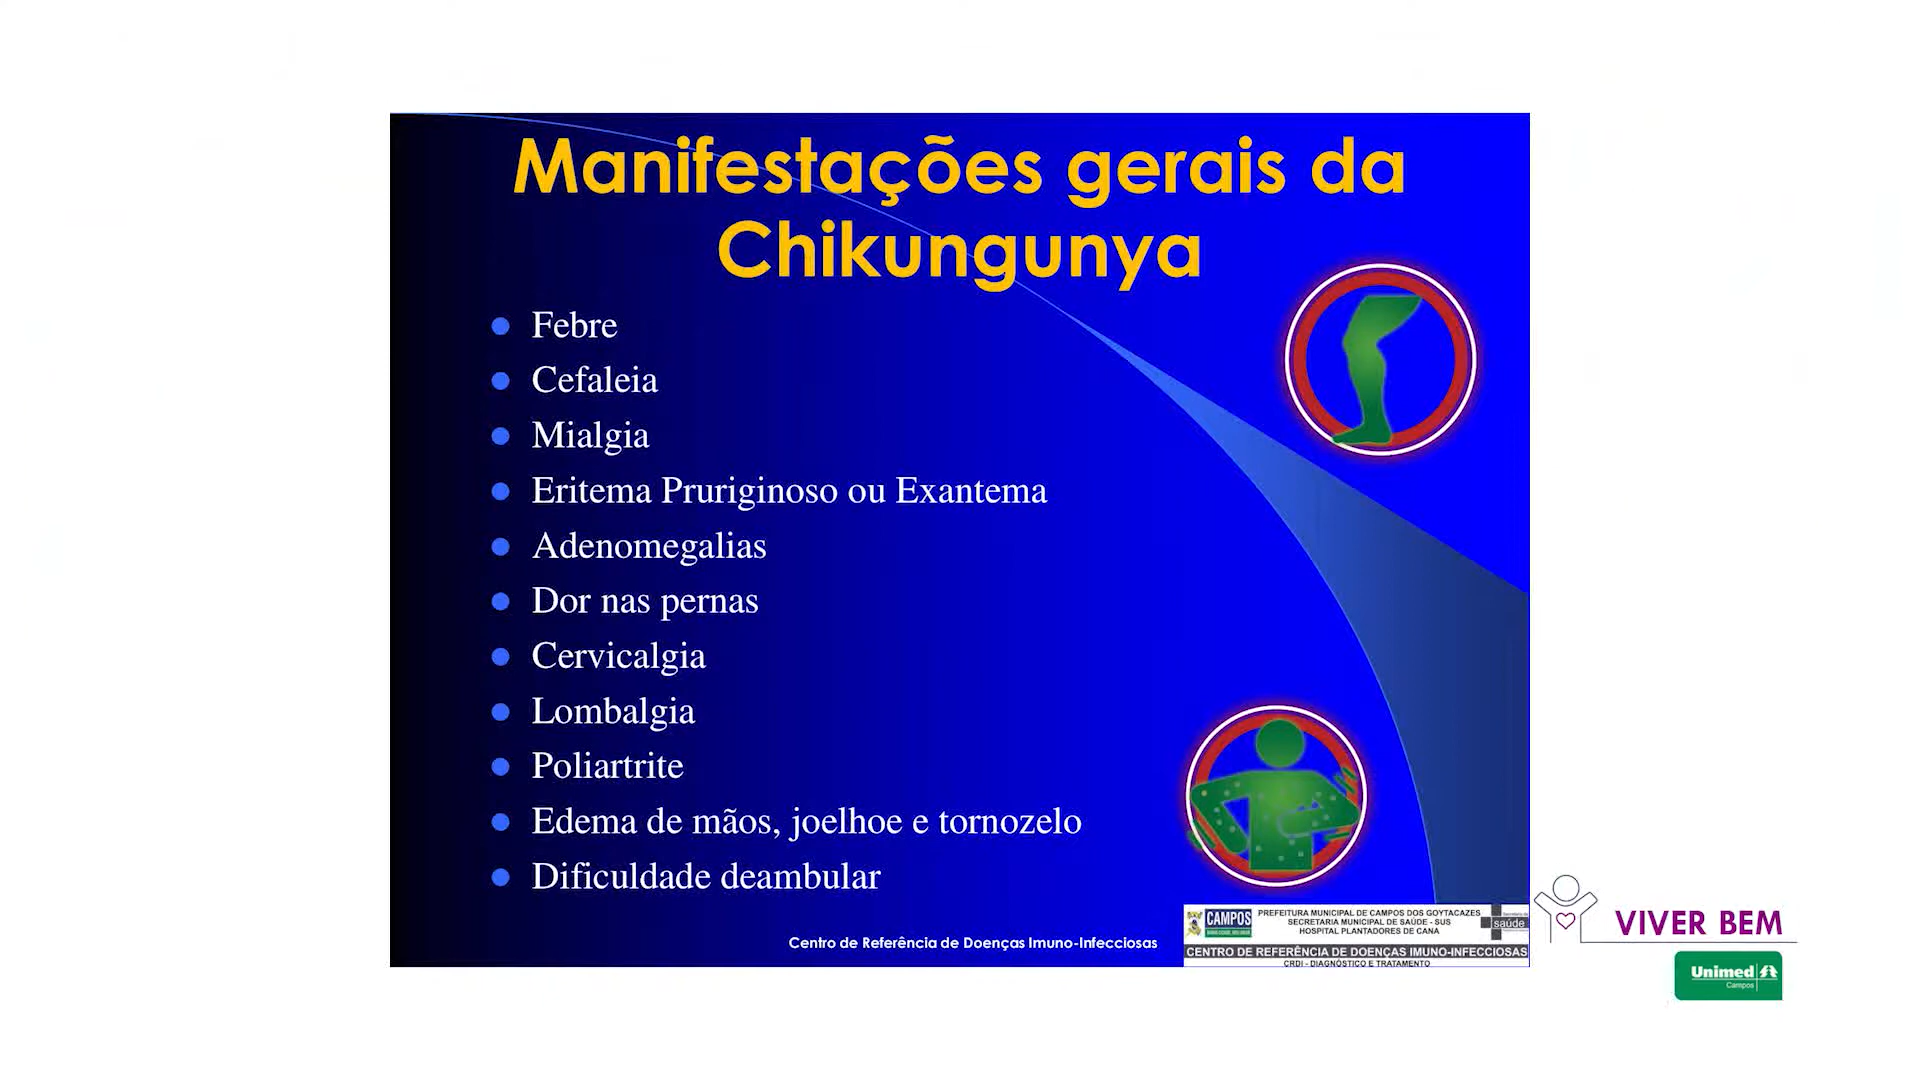 Manifestações gerais da
Chikungunya
Febre
Cefaleia
Mialgia
Eritema Pruriginoso ou Exantema
Adenomegalias
Dor nas pernas
Cervicalgia
Lombalgia
Poliartrite
Edema de mãos, joelhoe e tornozelo
Dificuldade deambular
Centro de Referência de Doenças Imuno-Infecciosas
CAMPOS
PREFEITURA MUNICIPAL DE CAMPOS DOS GOYTACAZES
SECRETARIA MUNICIPAL DE SAÚDE - SUS
HOSPITAL PLANTADORES DE CANA
saúde
CENTRO DE REFERÊNCIA DE DOENÇAS IMUNO-INFECCIOSAS
CRDI - DIAGNÓSTICO E TRATAMENTO
VIVER BEM
Unimed
Campos